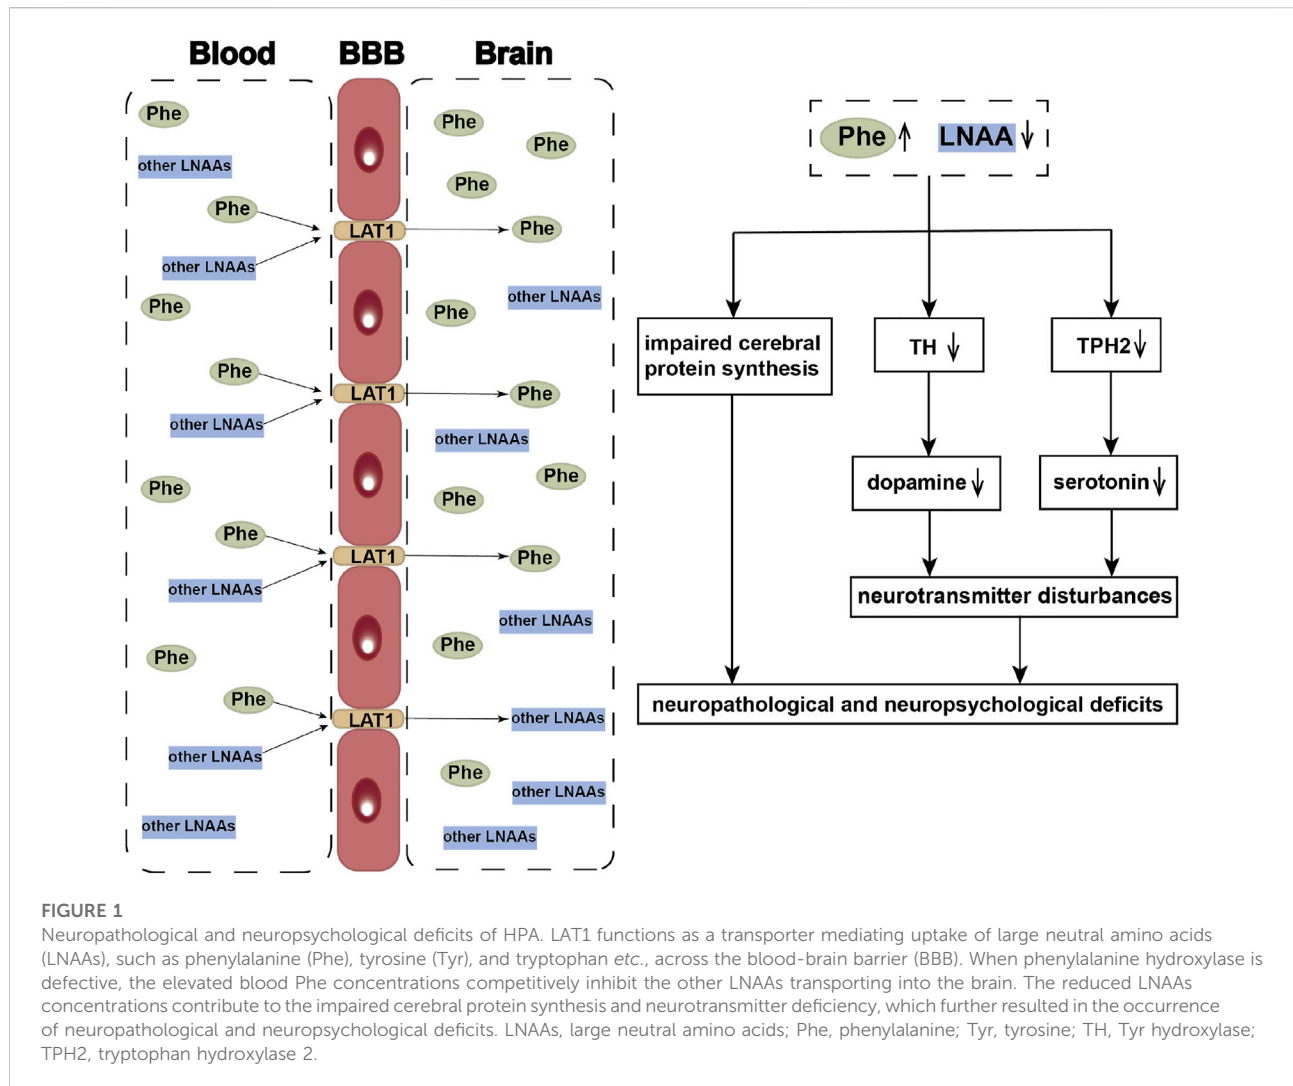 Blood BBB Brain
Phe
other LNAAs
Phe
other LNAAs
Phe
Phe
other LNAAs
Phe
Phe
other LNAAs
Phe
Phe
other LNAAs
other LNAAs
LAT1
LAT1
LAT1
LAT1
Phe
Phe
Phe
Phe
other LNAAs
Phe
Phe
other LNAAs
Phe
Phe
Phe
other LNAAs
Phe
other LNAAs
Phe
other LNAAs
other LNAAs
Phe ↑ LNAA ↓
impaired cerebral
protein synthesis
TH ↓
TPH2 ↓
dopamine ↓
serotonin ↓
neurotransmitter disturbances
neuropathological and neuropsychological deficits
FIGURE 1
Neuropathological and neuropsychological deficits of HPA. LAT1 functions as a transporter mediating uptake of large neutral amino acids
(LNAAs), such as phenylalanine (Phe), tyrosine (Tyr), and tryptophan etc., across the blood-brain barrier (BBB). When phenylalanine hydroxylase is
defective, the elevated blood Phe concentrations competitively inhibit the other LNAAs transporting into the brain. The reduced LNAAs
concentrations contribute to the impaired cerebral protein synthesis and neurotransmitter deficiency, which further resulted in the occurrence
of neuropathological and neuropsychological deficits. LNAAs, large neutral amino acids; Phe, phenylalanine; Tyr, tyrosine; TH, Tyr hydroxylase;
TPH2, tryptophan hydroxylase 2.